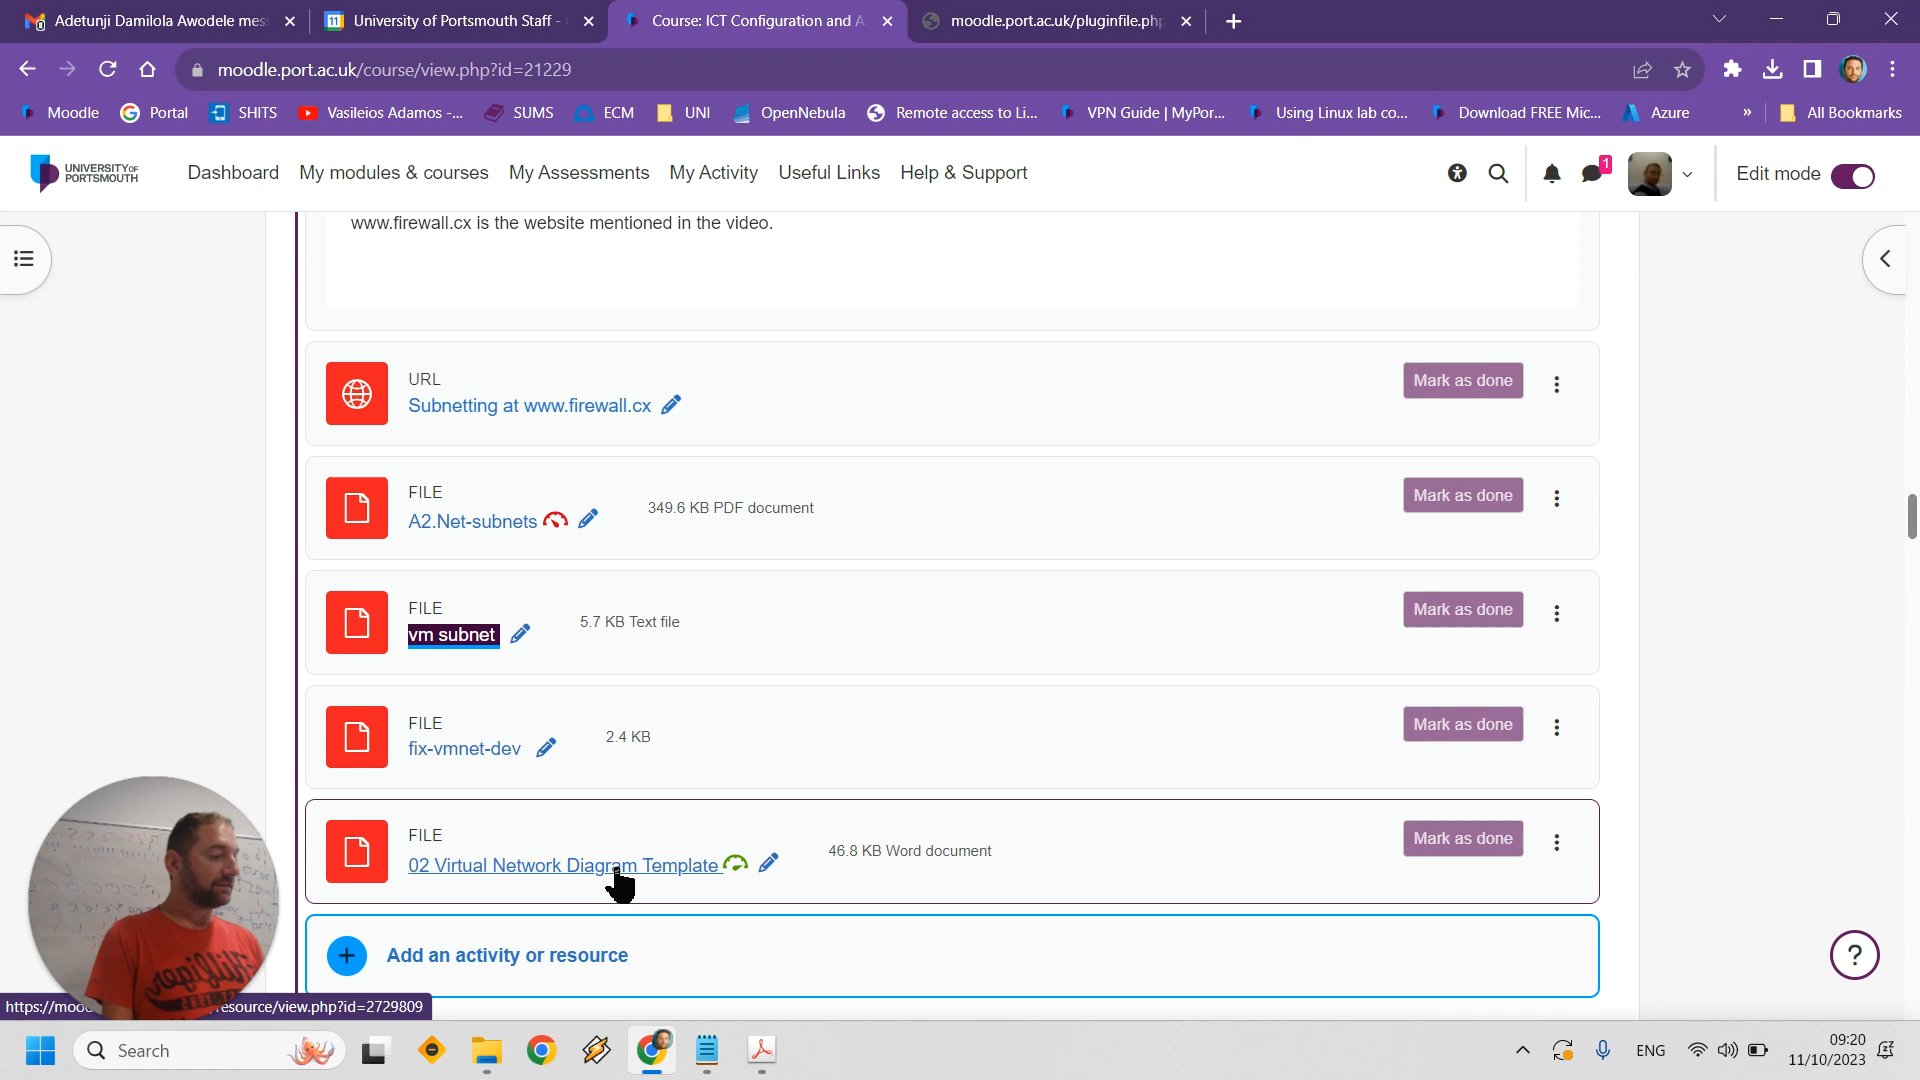 Adetunji Damilola Awodele mes
University of Portsmouth Staff -
Course: ICT Configuration and A
moodle.port.ac.uk/pluginfile.php
moodle.port.ac.uk/course/view.php?id=21229
Moodle
Portal
SHITS
Vasileios Adamos -...
SUMS
ECM
UNI
OpenNebula
Remote access to Li...
VPN Guide | MyPor...
Using Linux lab co...
Download FREE Mic...
Azure
»
All Bookmarks
UNIVERSITY OF
PORTSMOUTH
Dashboard
My modules & courses
My Assessments
My Activity
Useful Links
Help & Support
1
Edit mode
www.firewall.cx is the website mentioned in the video.
URL
Subnetting at www.firewall.cx
Mark as done
FILE
A2.Net-subnets
349.6 KB PDF document
Mark as done
FILE
vm subnet
5.7 KB Text file
Mark as done
FILE
fix-vmnet-dev
2.4 KB
Mark as done
FILE
02 Virtual Network Diagram Template
46.8 KB Word document
Mark as done
Add an activity or resource
?
https://mood
esource/view.php?id=2729809
Search
ENG
09:20
11/10/2023